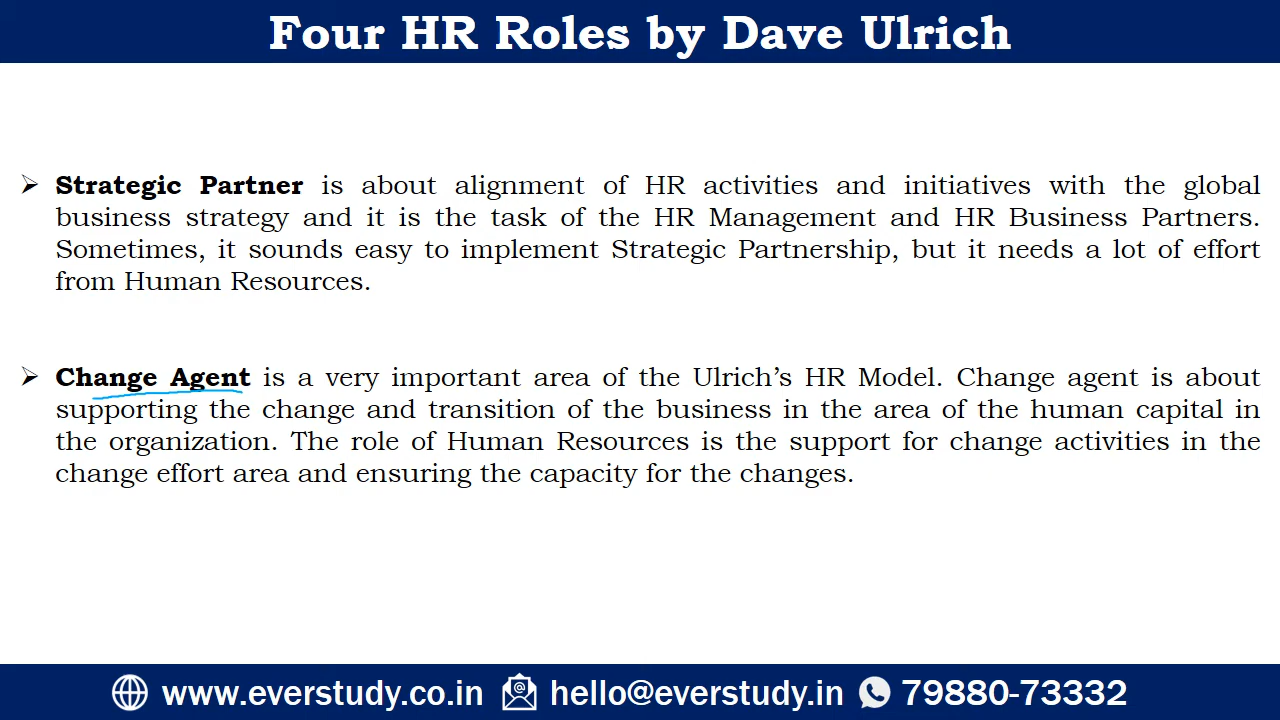 Four HR Roles by Dave Ulrich
➢ Strategic Partner is about alignment of HR activities and initiatives with the global
business strategy and it is the task of the HR Management and HR Business Partners.
Sometimes, it sounds easy to implement Strategic Partnership, but it needs a lot of effort
from Human Resources.
➢ Change Agent is a very important area of the Ulrich’s HR Model. Change agent is about
supporting the change and transition of the business in the area of the human capital in
the organization. The role of Human Resources is the support for change activities in the
change effort area and ensuring the capacity for the changes.
www.everstudy.co.in hello@everstudy.in 79880-73332